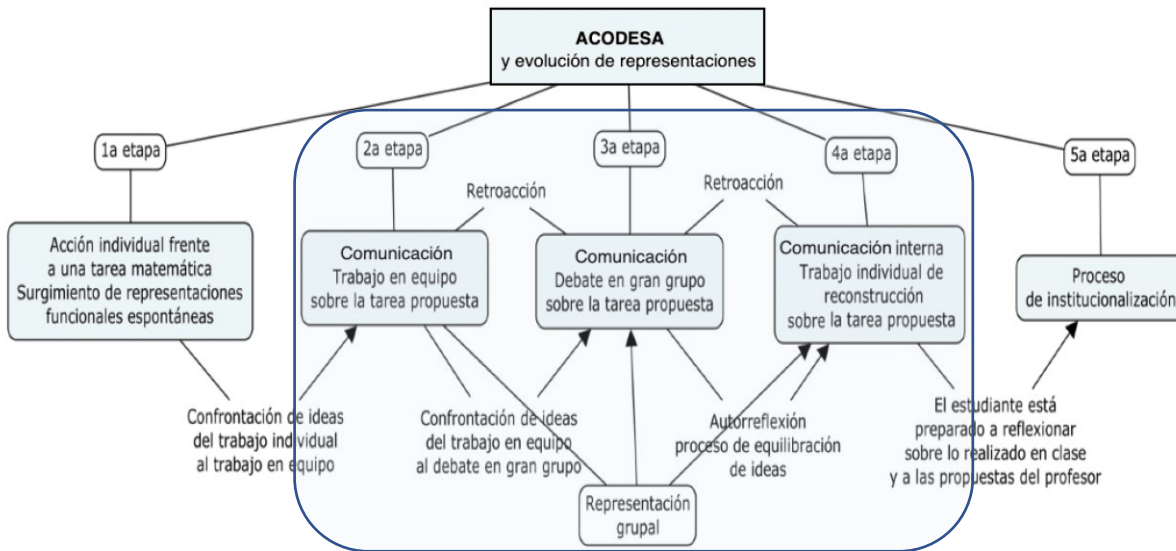 ACODESA
y evolución de representaciones
1a etapa
2a etapa
3a etapa
4a etapa
5a etapa
Retroacción
Retroacción
Acción individual frente
a una tarea matemática
Surgimiento de representaciones
funcionales espontáneas
Comunicación
Trabajo en equipo
sobre la tarea propuesta
Comunicación
Debate en gran grupo
sobre la tarea propuesta
Comunicación interna
Trabajo individual de
reconstrucción
sobre la tarea propuesta
Proceso
de institucionalización
Confrontación de ideas
del trabajo individual
al trabajo en equipo
Confrontación de ideas
del trabajo en equipo
al debate en gran grupo
Autorreflexión
proceso de equilibración
de ideas
El estudiante está
preparado a reflexionar
sobre lo realizado en clase
y a las propuestas del profesor
Representación
grupal